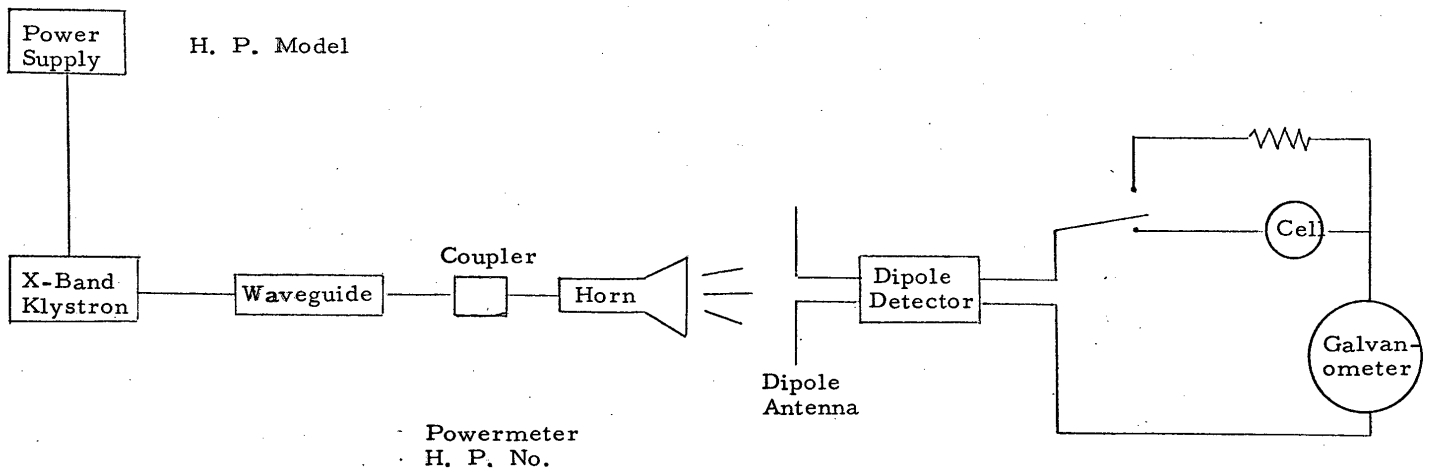 Power
Supply
H. P. Model
X-Band
Klystron
Waveguide
Coupler
Horn
Dipole
Antenna
Dipole
Detector
Cell
Galvan-
ometer
Powermeter
H. P. No.